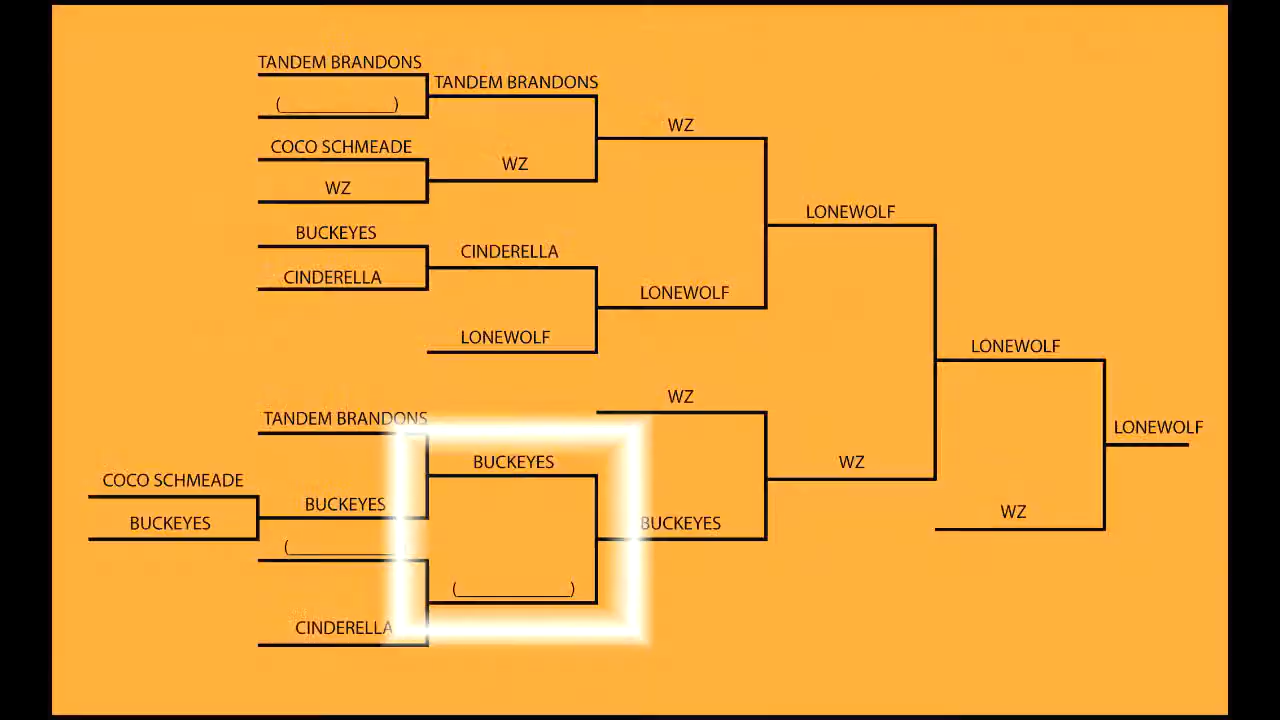 TANDEM BRANDONS
TANDEM BRANDONS
(____________)
WZ
COCO SCHMEADE
WZ
WZ
LONEWOLF
BUCKEYES
CINDERELLA
CINDERELLA
LONEWOLF
LONEWOLF
LONEWOLF
WZ
TANDEM BRANDONS
LONEWOLF
BUCKEYES
WZ
COCO SCHMEADE
BUCKEYES
WZ
BUCKEYES
BUCKEYES
(____________
(____________)
CINDERELLA